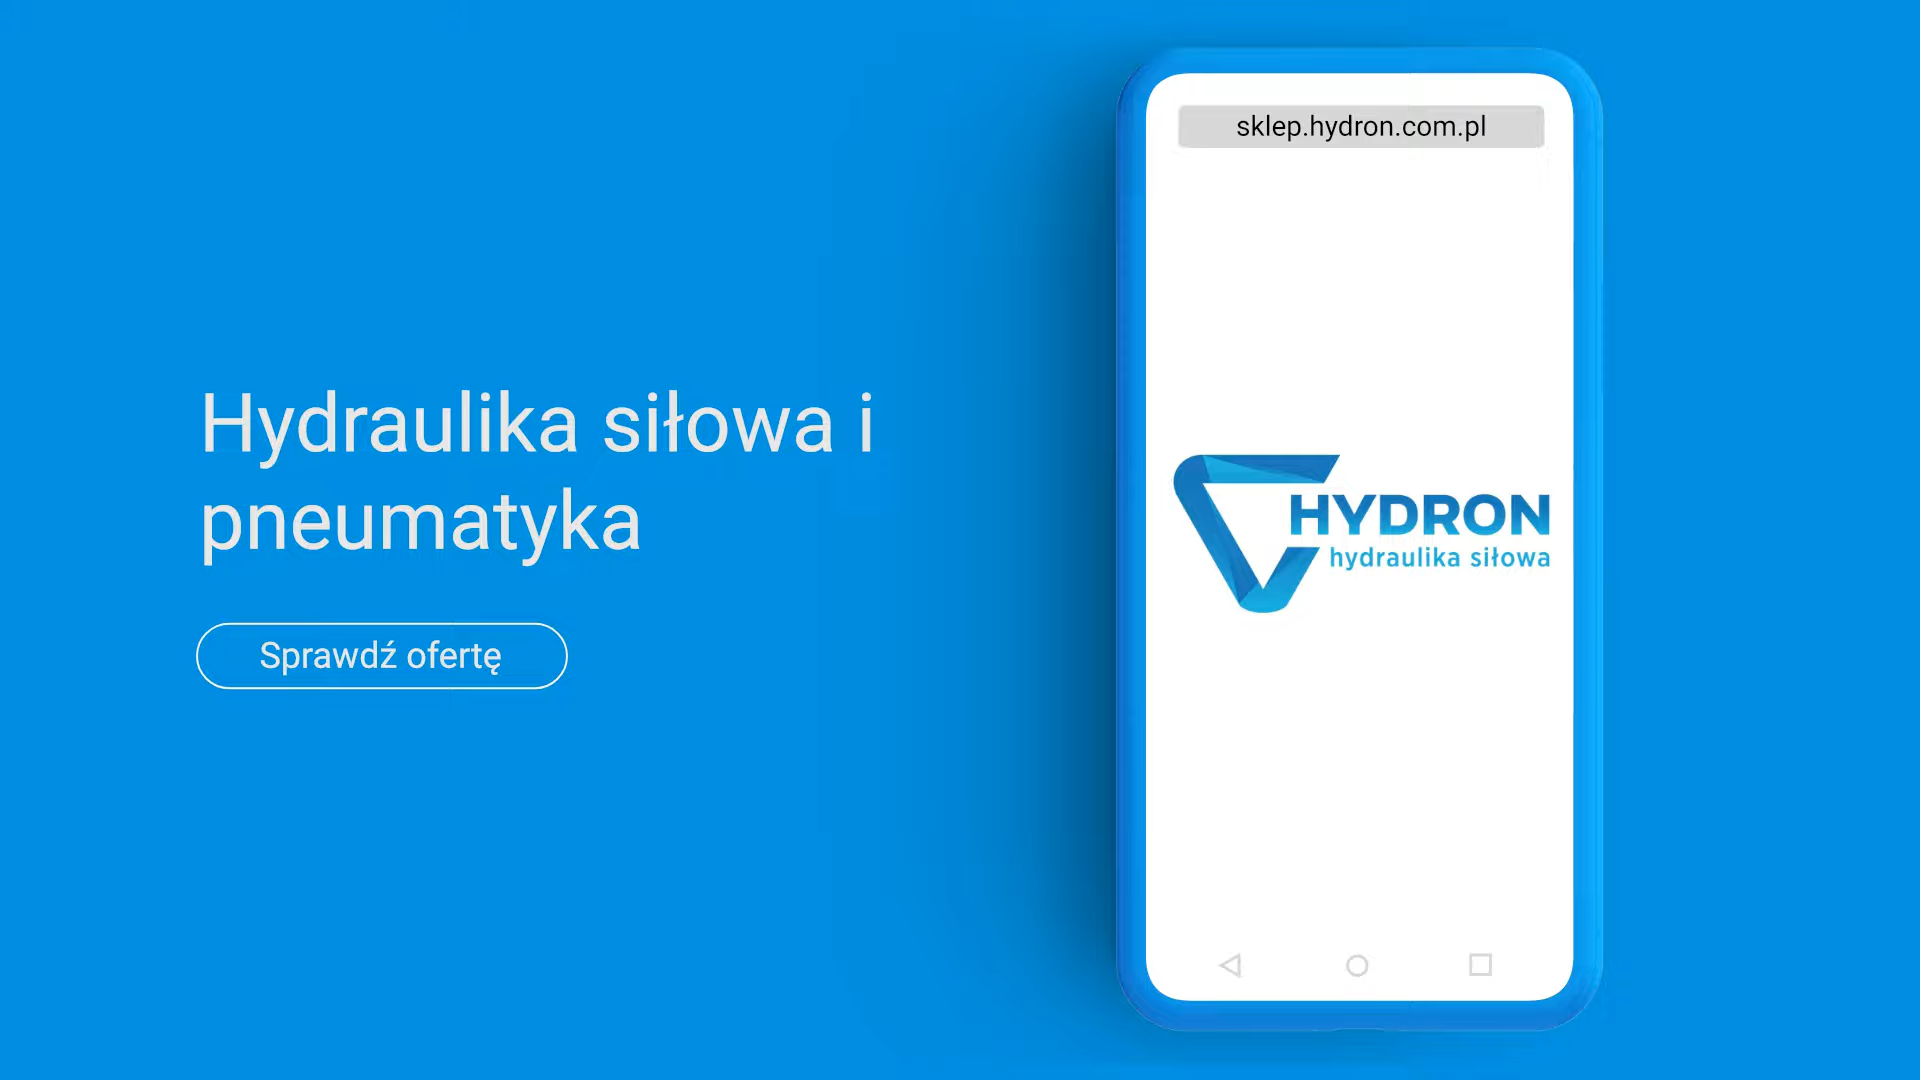 Hydraulika siłowa i
pneumatyka
Sprawdź ofertę
sklep.hydron.com.pl
HYDRON
hydraulika siłowa